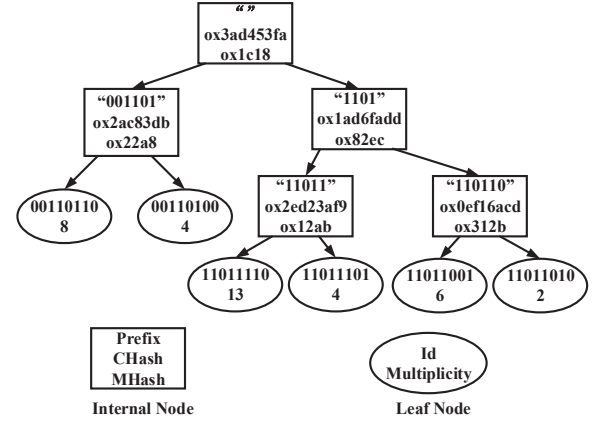 “ ”
ox3ad453fa
ox1c18
“001101”
ox2ac83db
ox22a8
“1101”
ox1ad6fadd
ox82ec
00110110
8
00110100
4
“11011”
ox2ed23af9
ox12ab
“110110”
ox0ef16acd
ox312b
11011110
13
11011101
4
11011001
6
11011010
2
Prefix
CHash
MHash
Internal Node
Id
Multiplicity
Leaf Node